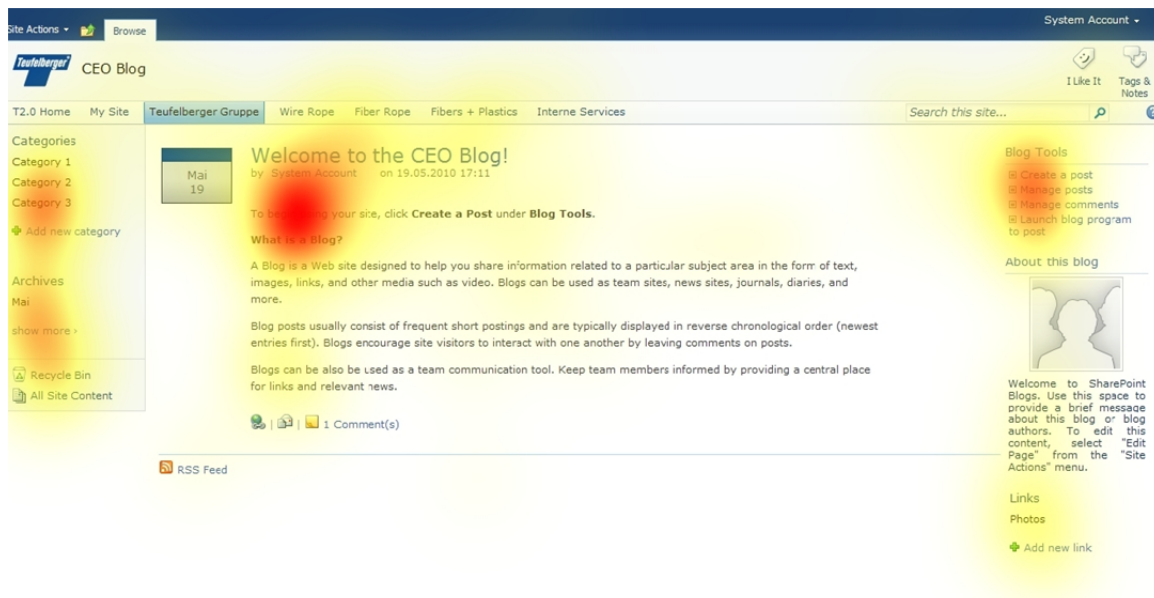 Site Actions
Browse
System Account
Teufelberger
CEO Blog
I Like It
Tags & Notes
T2.0 Home My Site Teufelberger Gruppe Wire Rope Fiber Rope Fibers + Plastics Interne Services
Search this site...
Categories
Category 1
Category 2
Category 3
Add new category
Archives
Mai
show more ›
Recycle Bin
All Site Content
Mai
19
Welcome to the CEO Blog!
by System Account on 19.05.2010 17:11
To your site, click Create a Post under Blog Tools.
What is a Blog?
A Blog is a Web site designed to help you share information related to a particular subject area in the form of text,
images, links, and other media such as video. Blogs can be used as team sites, news sites, journals, diaries, and
more.
Blog posts usually consist of frequent short postings and are typically displayed in reverse chronological order (newest
entries first). Blogs encourage site visitors to interact with one another by leaving comments on posts.
Blogs can be also be used as a team communication tool. Keep team members informed by providing a central place
for links and relevant news.
| | 1 Comment(s)
RSS Feed
Blog Tools
Create a post
Manage posts
Manage comments
Launch blog program
to post
About this blog
Welcome to SharePoint
Blogs. Use this space to
provide a brief message
about this blog or blog
authors. To edit this
content, select "Edit
Page" from the "Site
Actions" menu.
Links
Photos
Add new link